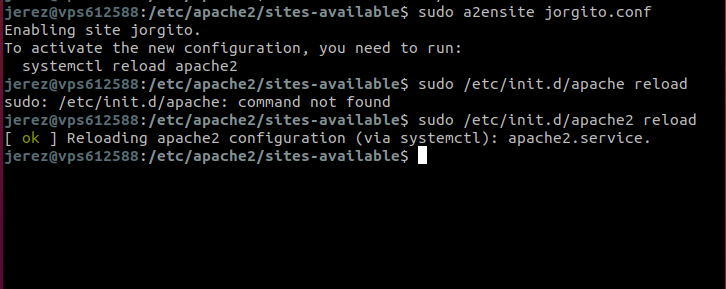 jerez@vps612588:/etc/apache2/sites-available$ sudo a2ensite jorgito.conf
Enabling site jorgito.
To activate the new configuration, you need to run:
  systemctl reload apache2
jerez@vps612588:/etc/apache2/sites-available$ sudo /etc/init.d/apache reload
sudo: /etc/init.d/apache: command not found
jerez@vps612588:/etc/apache2/sites-available$ sudo /etc/init.d/apache2 reload
[ ok ] Reloading apache2 configuration (via systemctl): apache2.service.
jerez@vps612588:/etc/apache2/sites-available$